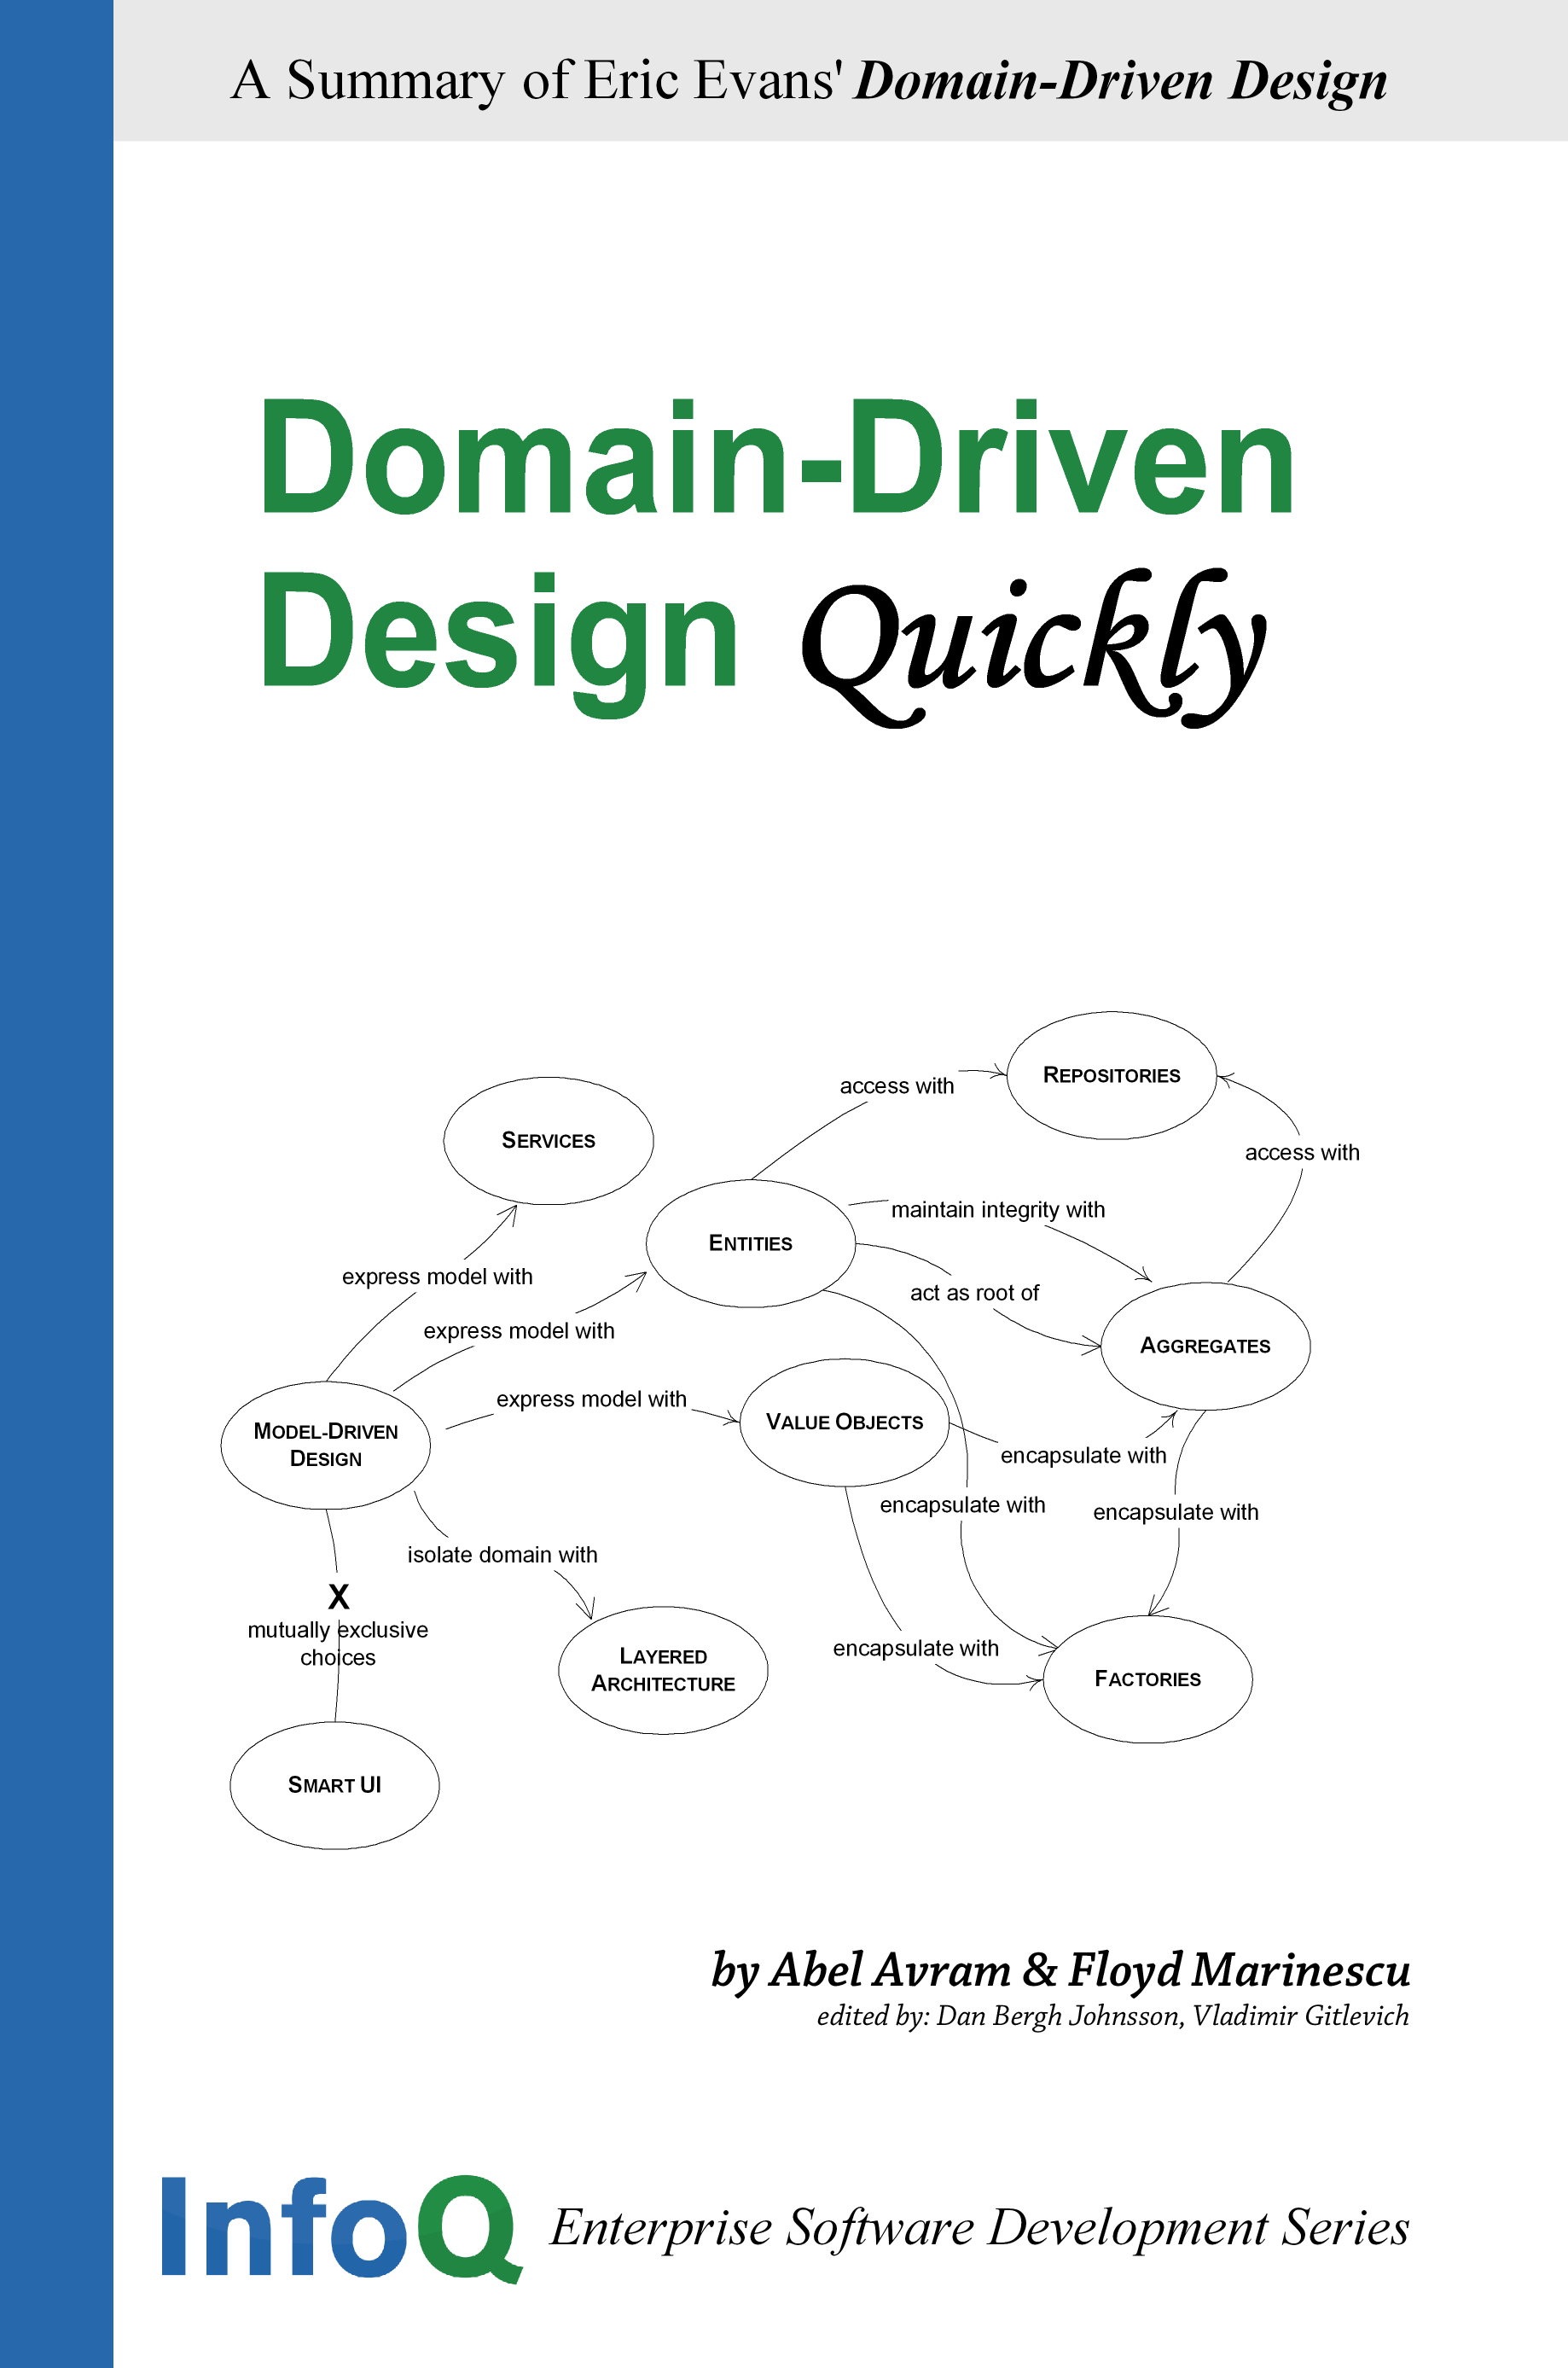 A Summary of Eric Evans' Domain-Driven Design
Domain-Driven
Design Quickly
REPOSITORIES
access with
SERVICES
access with
maintain integrity with
ENTITIES
express model with
act as root of
express model with
AGGREGATES
express model with
VALUE OBJECTS
MODEL-DRIVEN
DESIGN
encapsulate with
encapsulate with
encapsulate with
isolate domain with
X
mutually exclusive
choices
encapsulate with
LAYERED
ARCHITECTURE
FACTORIES
SMART UI
by Abel Avram & Floyd Marinescu
edited by: Dan Bergh Johnsson, Vladimir Gitlevich
InfoQ Enterprise Software Development Series